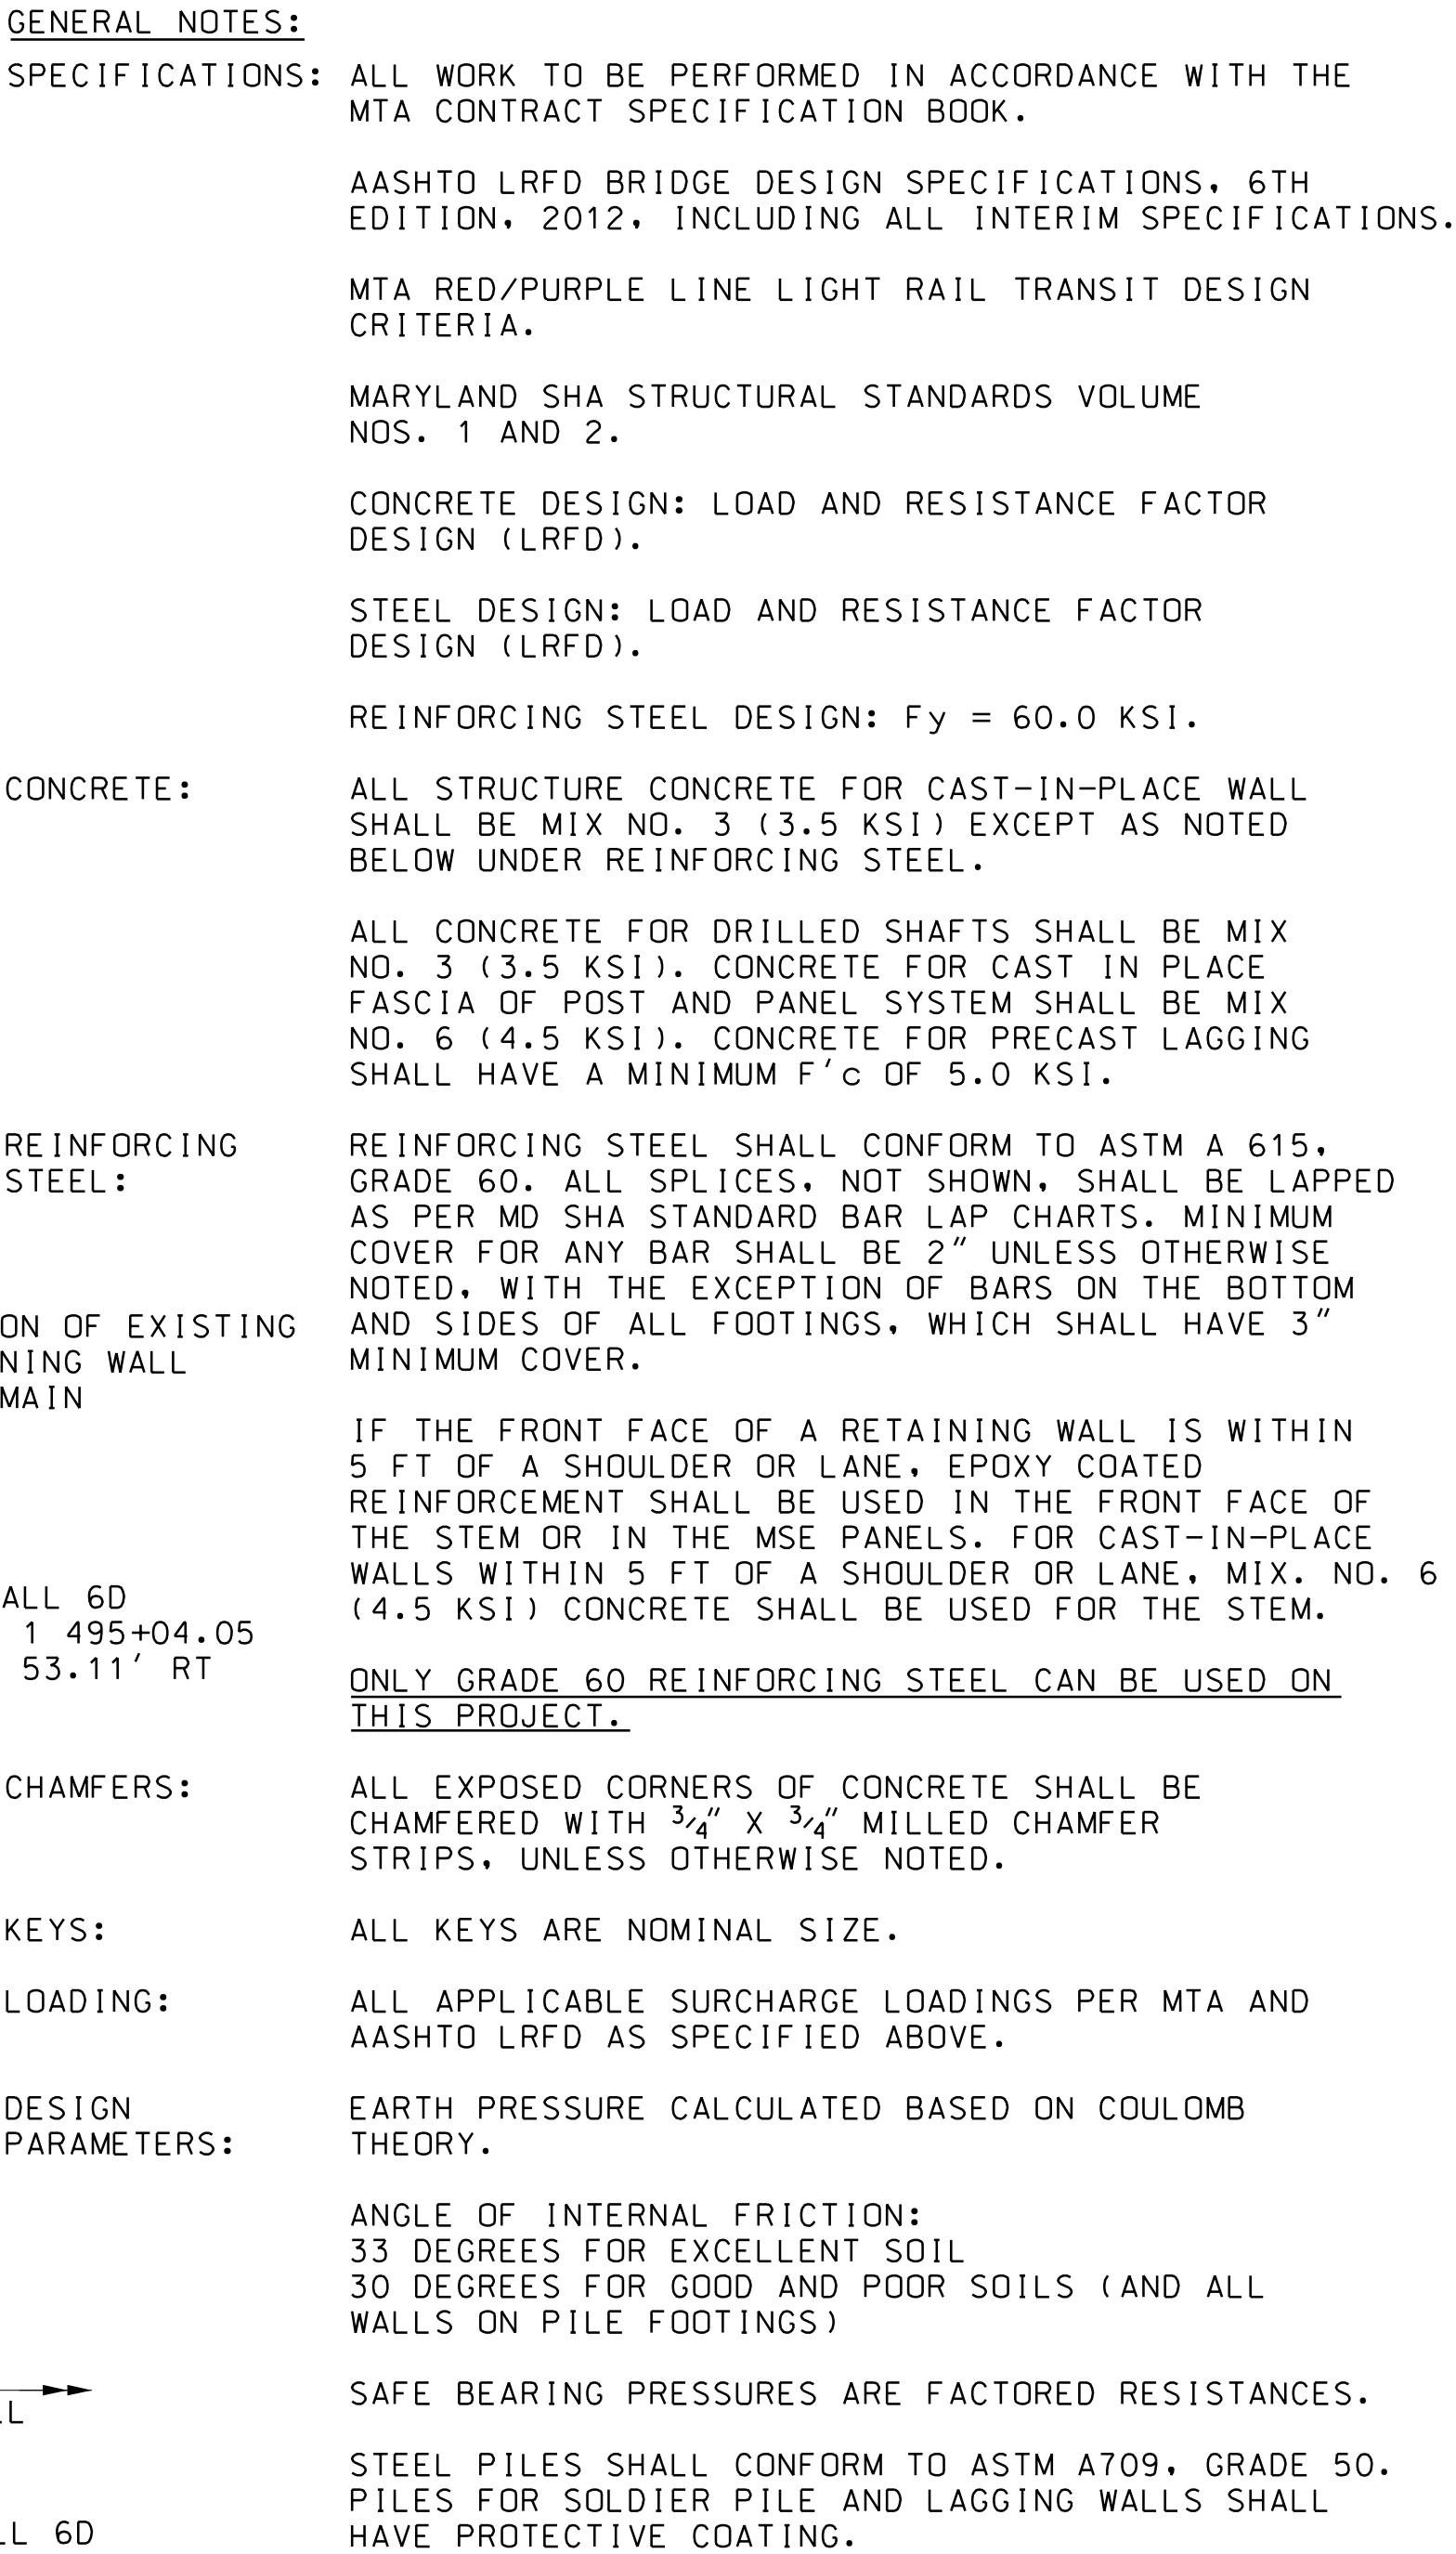 GENERAL NOTES:
SPECIFICATIONS: ALL WORK TO BE PERFORMED IN ACCORDANCE WITH THE
MTA CONTRACT SPECIFICATION BOOK.
AASHTO LRFD BRIDGE DESIGN SPECIFICATIONS, 6TH
EDITION, 2012, INCLUDING ALL INTERIM SPECIFICATIONS.
MTA RED/PURPLE LINE LIGHT RAIL TRANSIT DESIGN
CRITERIA.
MARYLAND SHA STRUCTURAL STANDARDS VOLUME
NOS. 1 AND 2.
CONCRETE DESIGN: LOAD AND RESISTANCE FACTOR
DESIGN (LRFD).
STEEL DESIGN: LOAD AND RESISTANCE FACTOR
DESIGN (LRFD).
REINFORCING STEEL DESIGN: Fy = 60.0 KSI.
CONCRETE: ALL STRUCTURE CONCRETE FOR CAST-IN-PLACE WALL
SHALL BE MIX NO. 3 (3.5 KSI) EXCEPT AS NOTED
BELOW UNDER REINFORCING STEEL.
ALL CONCRETE FOR DRILLED SHAFTS SHALL BE MIX
NO. 3 (3.5 KSI). CONCRETE FOR CAST IN PLACE
FASCIA OF POST AND PANEL SYSTEM SHALL BE MIX
NO. 6 (4.5 KSI). CONCRETE FOR PRECAST LAGGING
SHALL HAVE A MINIMUM F'c OF 5.0 KSI.
REINFORCING STEEL: REINFORCING STEEL SHALL CONFORM TO ASTM A 615,
GRADE 60. ALL SPLICES, NOT SHOWN, SHALL BE LAPPED
AS PER MD SHA STANDARD BAR LAP CHARTS. MINIMUM
COVER FOR ANY BAR SHALL BE 2" UNLESS OTHERWISE
NOTED, WITH THE EXCEPTION OF BARS ON THE BOTTOM
AND SIDES OF ALL FOOTINGS, WHICH SHALL HAVE 3"
MINIMUM COVER.
ON OF EXISTING
NING WALL
MAIN
IF THE FRONT FACE OF A RETAINING WALL IS WITHIN
5 FT OF A SHOULDER OR LANE, EPOXY COATED
REINFORCEMENT SHALL BE USED IN THE FRONT FACE OF
THE STEM OR IN THE MSE PANELS. FOR CAST-IN-PLACE
WALLS WITHIN 5 FT OF A SHOULDER OR LANE, MIX. NO. 6
(4.5 KSI) CONCRETE SHALL BE USED FOR THE STEM.
ALL 6D
1 495+04.05
53.11' RT
ONLY GRADE 60 REINFORCING STEEL CAN BE USED ON
THIS PROJECT.
CHAMFERS: ALL EXPOSED CORNERS OF CONCRETE SHALL BE
CHAMFERED WITH 3/4" X 3/4" MILLED CHAMFER
STRIPS, UNLESS OTHERWISE NOTED.
KEYS: ALL KEYS ARE NOMINAL SIZE.
LOADING: ALL APPLICABLE SURCHARGE LOADINGS PER MTA AND
AASHTO LRFD AS SPECIFIED ABOVE.
DESIGN PARAMETERS: EARTH PRESSURE CALCULATED BASED ON COULOMB
THEORY.
ANGLE OF INTERNAL FRICTION:
33 DEGREES FOR EXCELLENT SOIL
30 DEGREES FOR GOOD AND POOR SOILS (AND ALL
WALLS ON PILE FOOTINGS)
SAFE BEARING PRESSURES ARE FACTORED RESISTANCES.
LL
STEEL PILES SHALL CONFORM TO ASTM A709, GRADE 50.
PILES FOR SOLDIER PILE AND LAGGING WALLS SHALL
HAVE PROTECTIVE COATING.
LL 6D